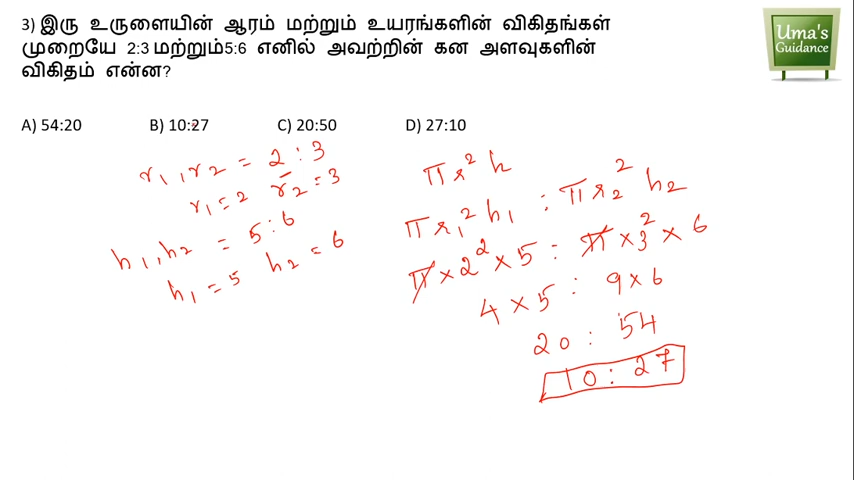 3) இரு உருளையின் ஆரம் மற்றும் உயரங்களின் விகிதங்கள்
முறையே 2:3 மற்றும்5:6 எனில் அவற்றின் கன அளவுகளின்
விகிதம் என்ன?
Uma's
Guidance
A) 54:20 B) 10:27 C) 20:50 D) 27:10
r₁,r₂ = 2 : 3
r₁=2 r₂=3
h₁,h₂ = 5:6
h₁=5 h₂=6
πr²h
πr₁²h₁ : πr₂²h₂
π×2²×5 : π×3²×6
4×5 : 9×6
20 : 54
10 : 27